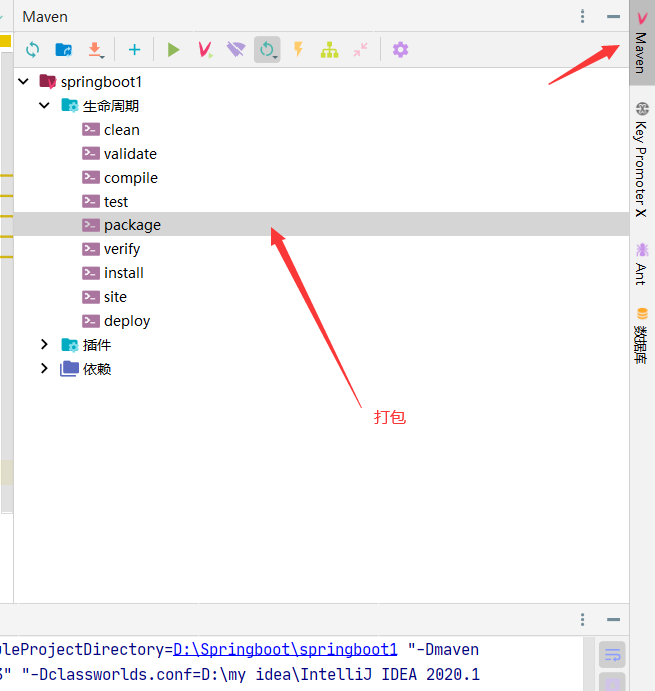 Maven
springboot1
生命周期
clean
validate
compile
test
package
verify
install
site
deploy
插件
依赖
打包
Maven
Key Promoter X
Ant
数据库
uleProjectDirectory=D:\Springboot\springboot1 "-Dmaven
" "-Dclassworlds.conf=D:\my idea\IntelliJ IDEA 2020.1